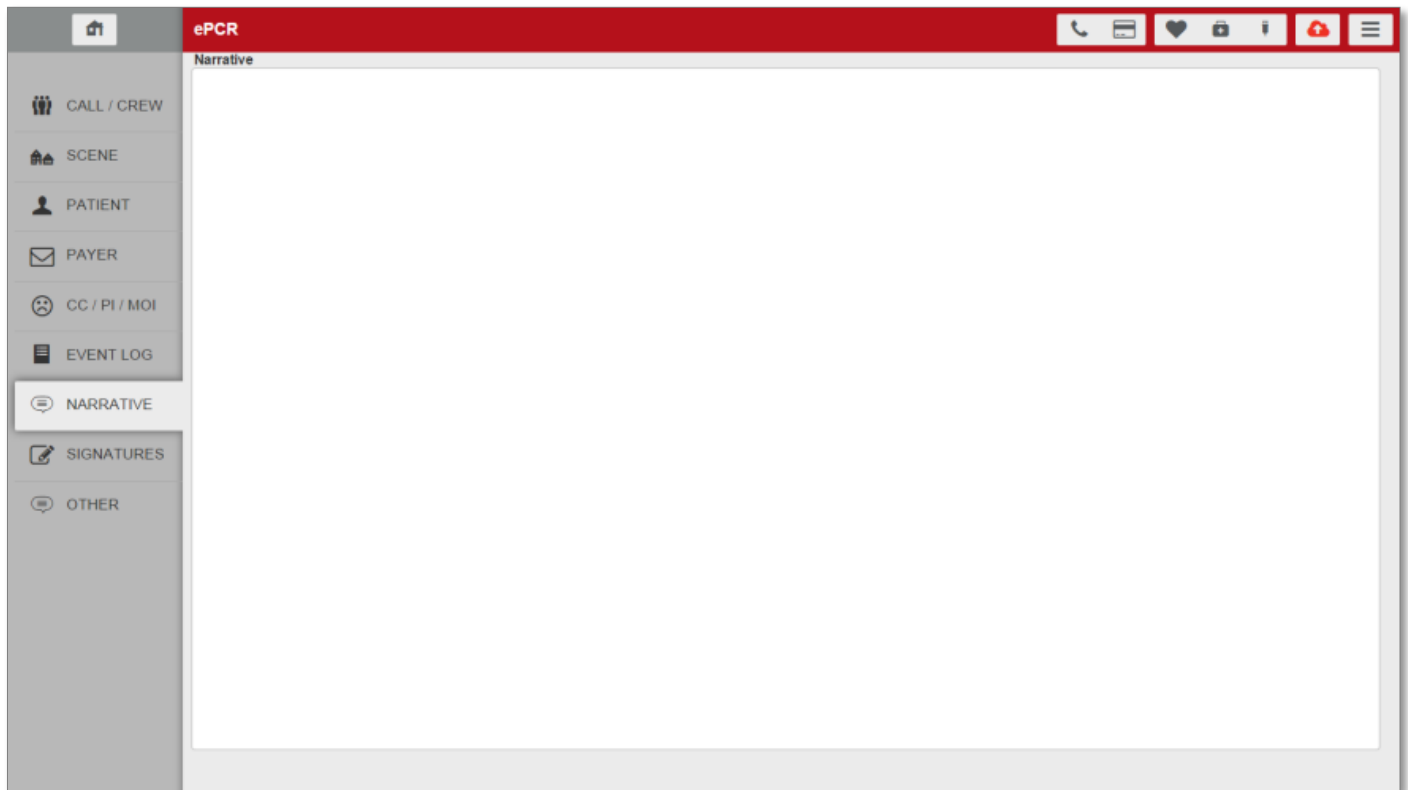 ePCR
Narrative
CALL / CREW
SCENE
PATIENT
PAYER
CC / PI / MOI
EVENT LOG
NARRATIVE
SIGNATURES
OTHER